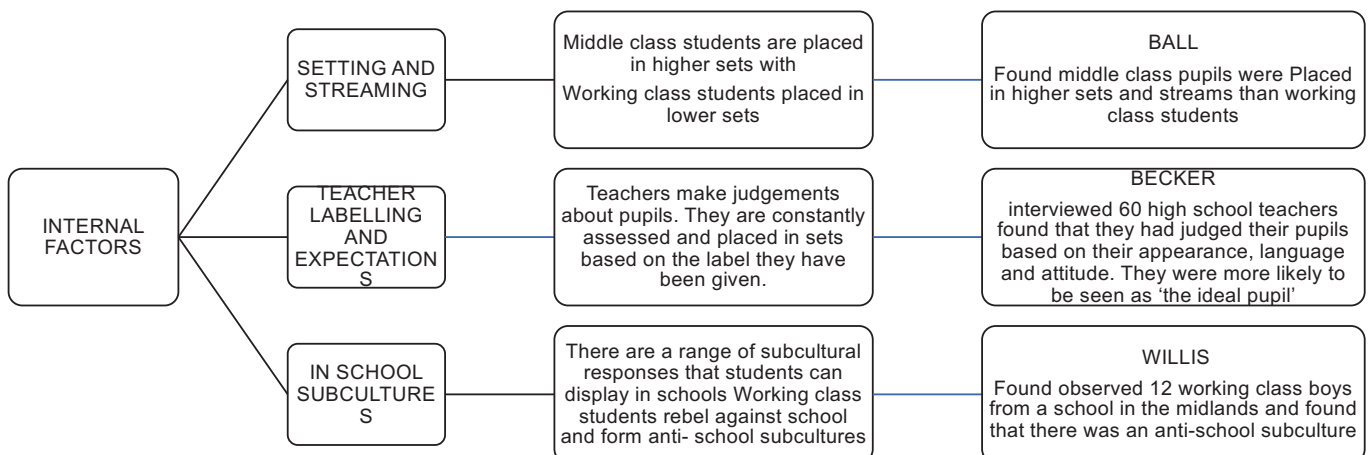 INTERNAL
FACTORS
SETTING AND
STREAMING
Middle class students are placed
in higher sets with
Working class students placed in
lower sets
BALL
Found middle class pupils were Placed
in higher sets and streams than working
class students
TEACHER
LABELLING
AND
EXPECTATION
S
Teachers make judgements
about pupils. They are constantly
assessed and placed in sets
based on the label they have
been given.
BECKER
interviewed 60 high school teachers
found that they had judged their pupils
based on their appearance, language
and attitude. They were more likely to
be seen as ‘the ideal pupil’
IN SCHOOL
SUBCULTURE
S
There are a range of subcultural
responses that students can
display in schools Working class
students rebel against school
and form anti- school subcultures
WILLIS
Found observed 12 working class boys
from a school in the midlands and found
that there was an anti-school subculture